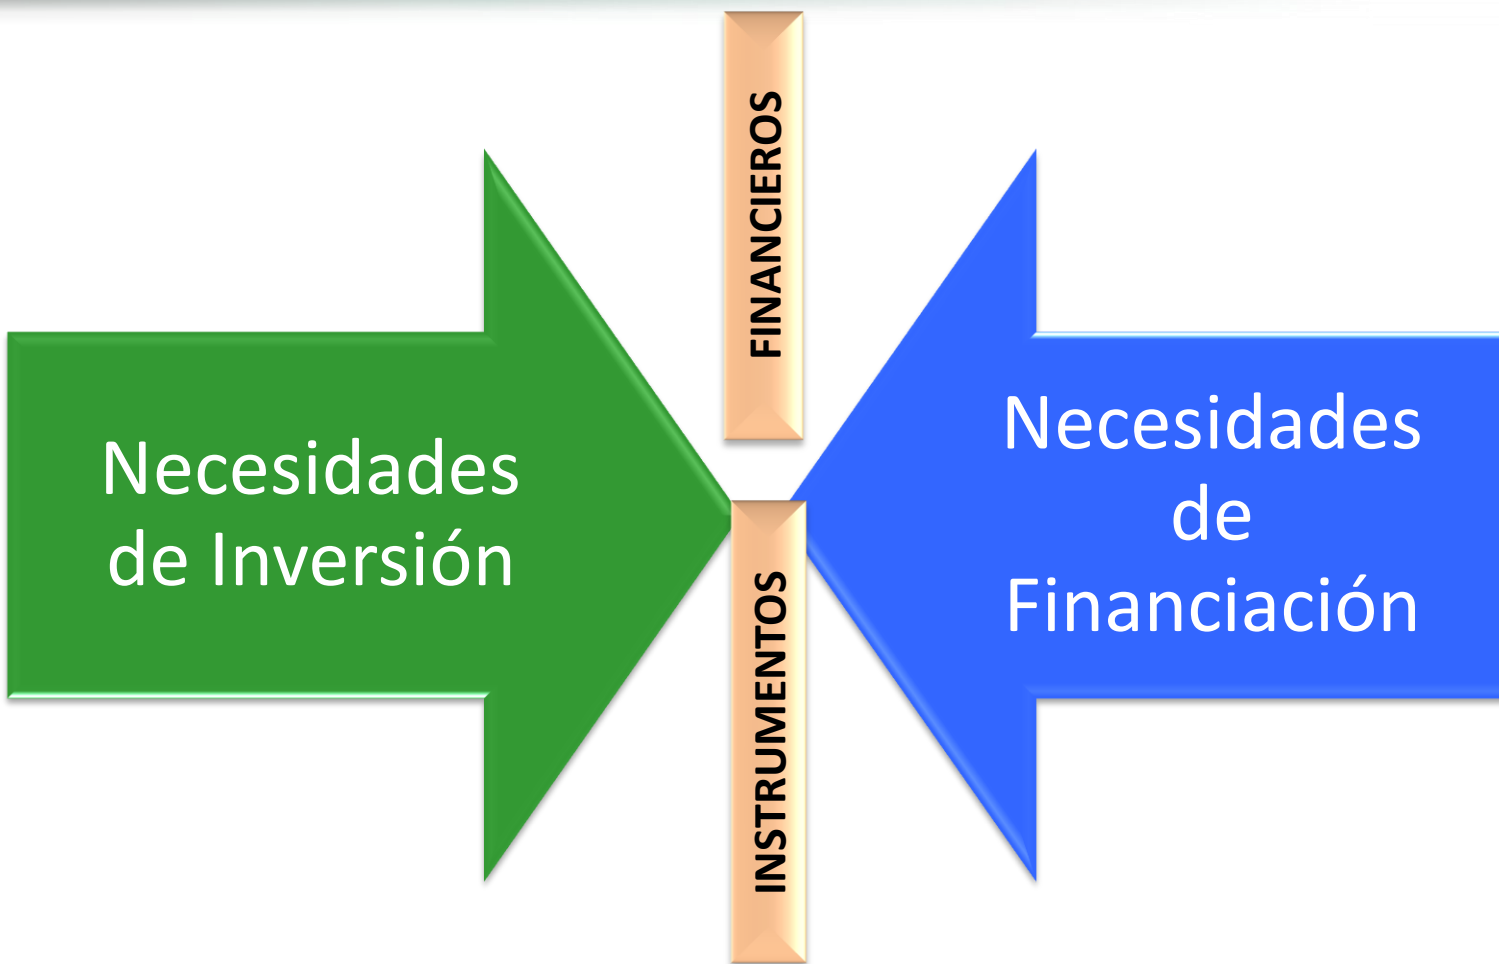 Necesidades
de Inversión
INSTRUMENTOS
FINANCIEROS
Necesidades
de
Financiación